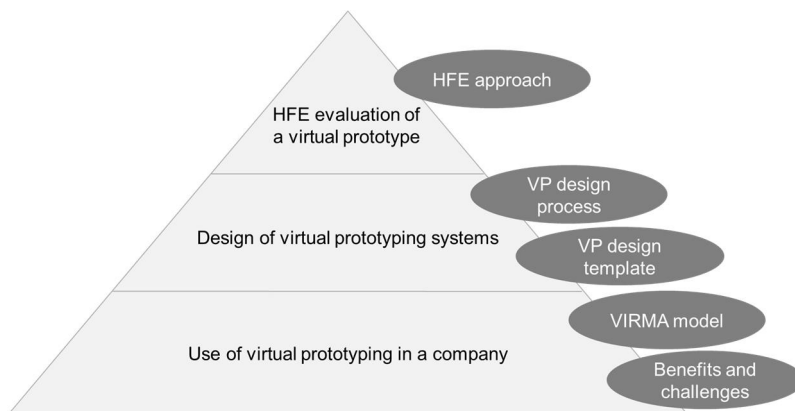 HFE approach
HFE evaluation of
a virtual prototype
VP design
process
Design of virtual prototyping systems
VP design
template
VIRMA model
Use of virtual prototyping in a company
Benefits and
challenges